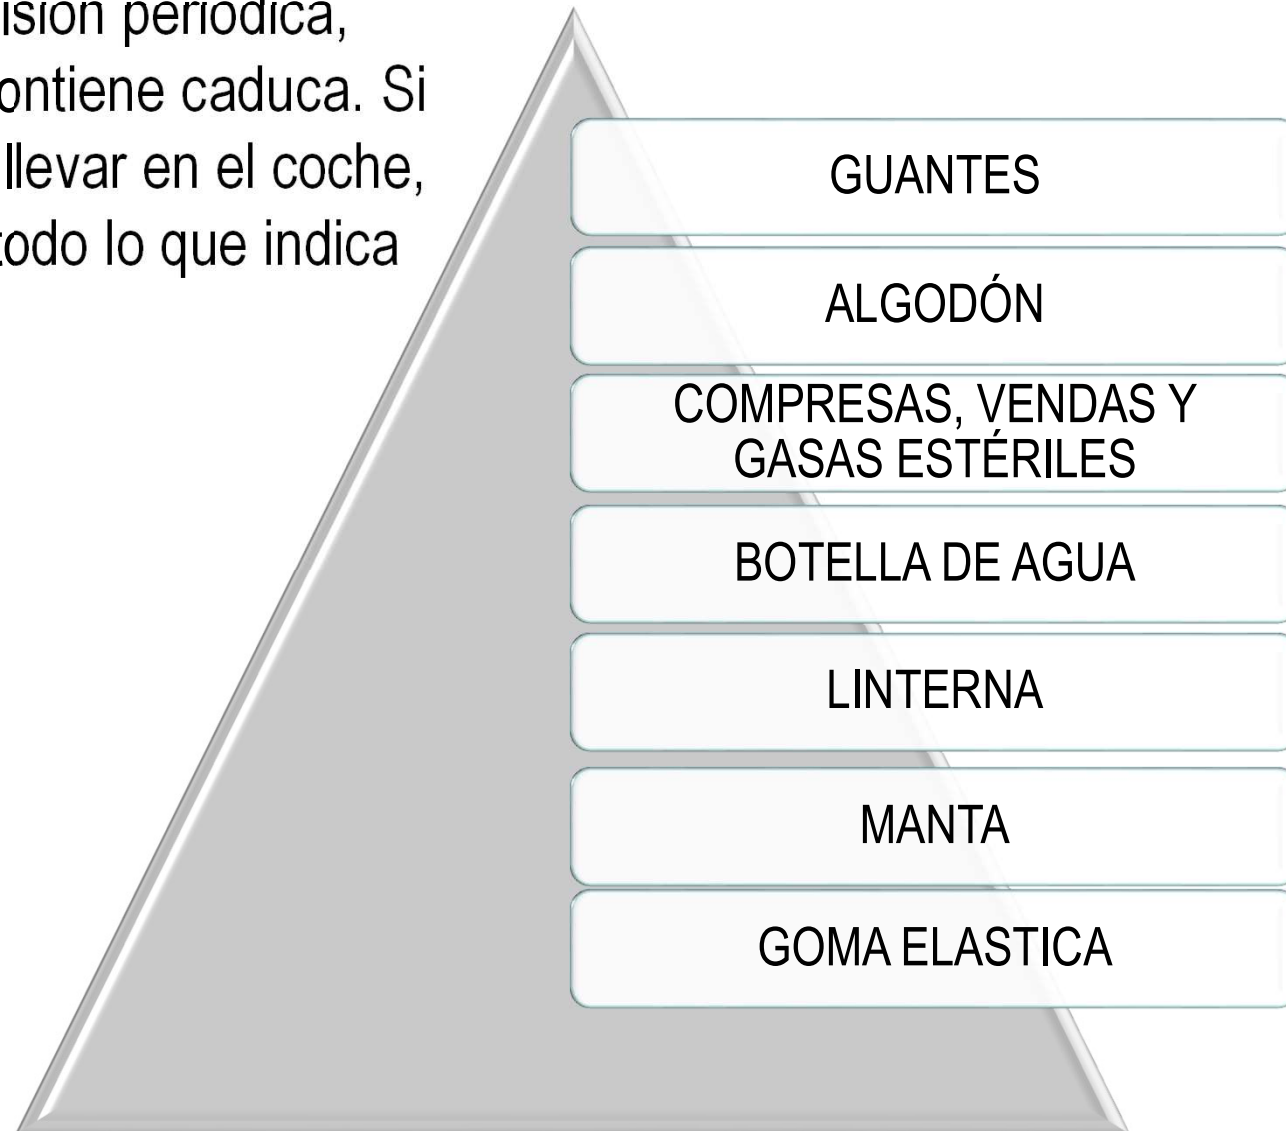 isión periódica,
ontiene caduca. Si
llevar en el coche,
todo lo que indica
GUANTES
ALGODÓN
COMPRESAS, VENDAS Y
GASAS ESTÉRILES
BOTELLA DE AGUA
LINTERNA
MANTA
GOMA ELASTICA